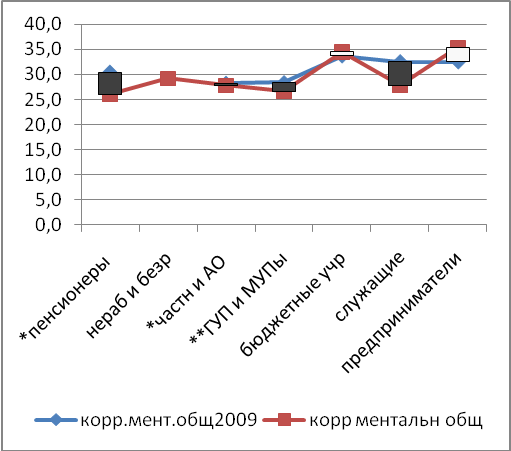 40,0
35,0
30,0
25,0
20,0
15,0
10,0
5,0
0,0
*пенсионеры
нераб и безр
*частн и АО
**ГУП и МУПы
бюджетные учр
служащие
предприниматели
корр.мент.общ2009 корр ментальн общ